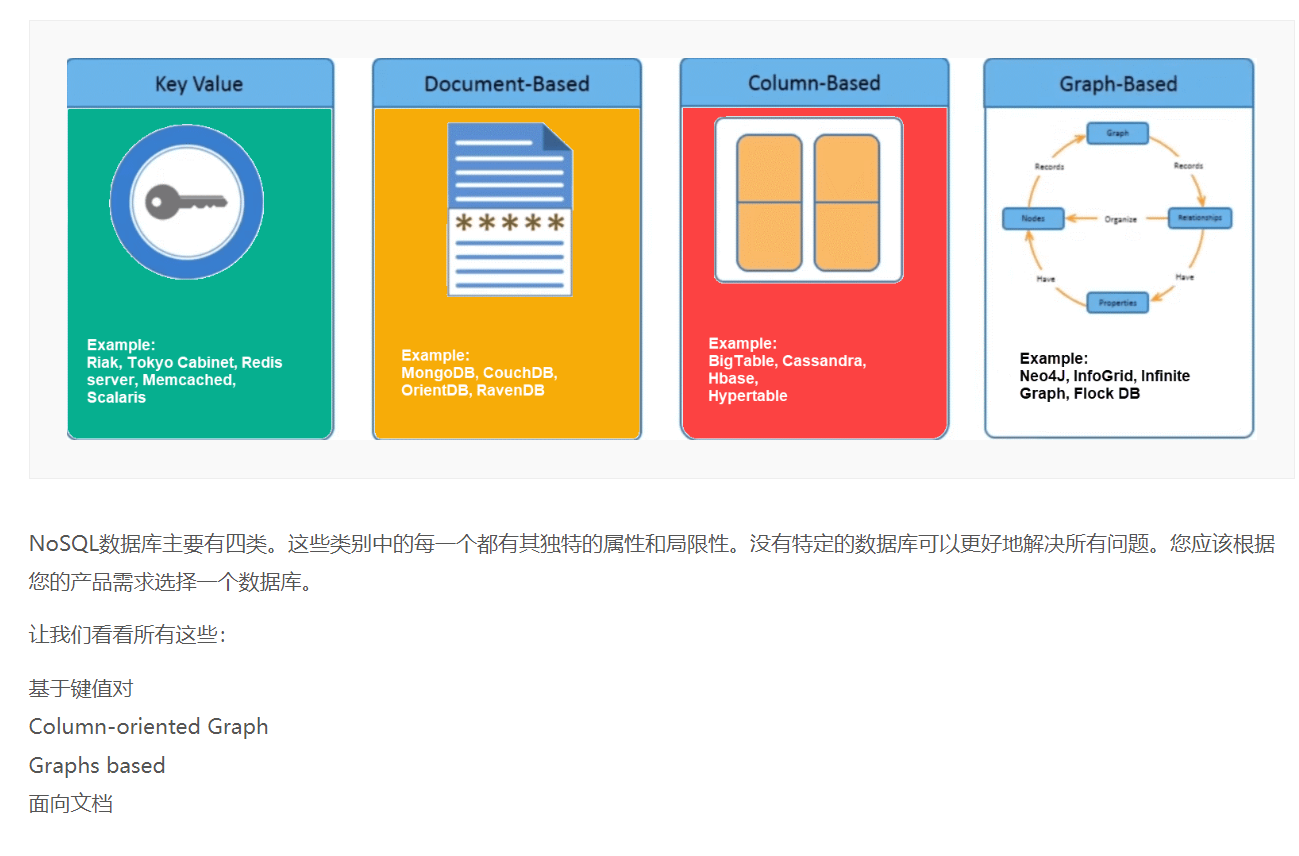 Key Value
Example:
Riak, Tokyo Cabinet, Redis
server, Memcached,
Scalaris
Document-Based
*****
Example:
MongoDB, CouchDB,
OrientDB, RavenDB
Column-Based
Example:
BigTable, Cassandra,
Hbase,
Hypertable
Graph-Based
Graph
Records
Records
Nodes
Organize
Relationships
Have
Have
Properties
Example:
Neo4J, InfoGrid, Infinite
Graph, Flock DB
NoSQL数据库主要有四类。这些类别中的每一个都有其独特的属性和局限性。没有特定的数据库可以更好地解决所有问题。您应该根据
您的产品需求选择一个数据库。
让我们看看所有这些：
基于键值对
Column-oriented Graph
Graphs based
面向文档